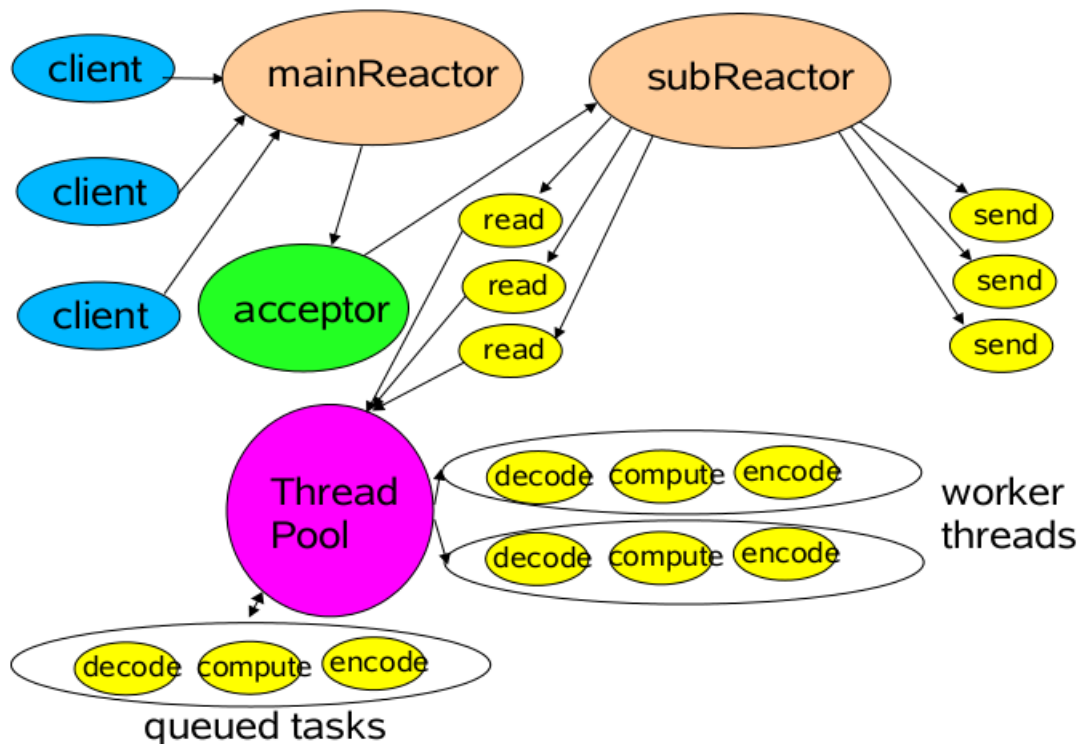 client
mainReactor
subReactor
client
read
send
client
acceptor
read
send
read
send
Thread
Pool
decode
compute
encode
worker
threads
decode
compute
encode
decode
compute
encode
queued tasks